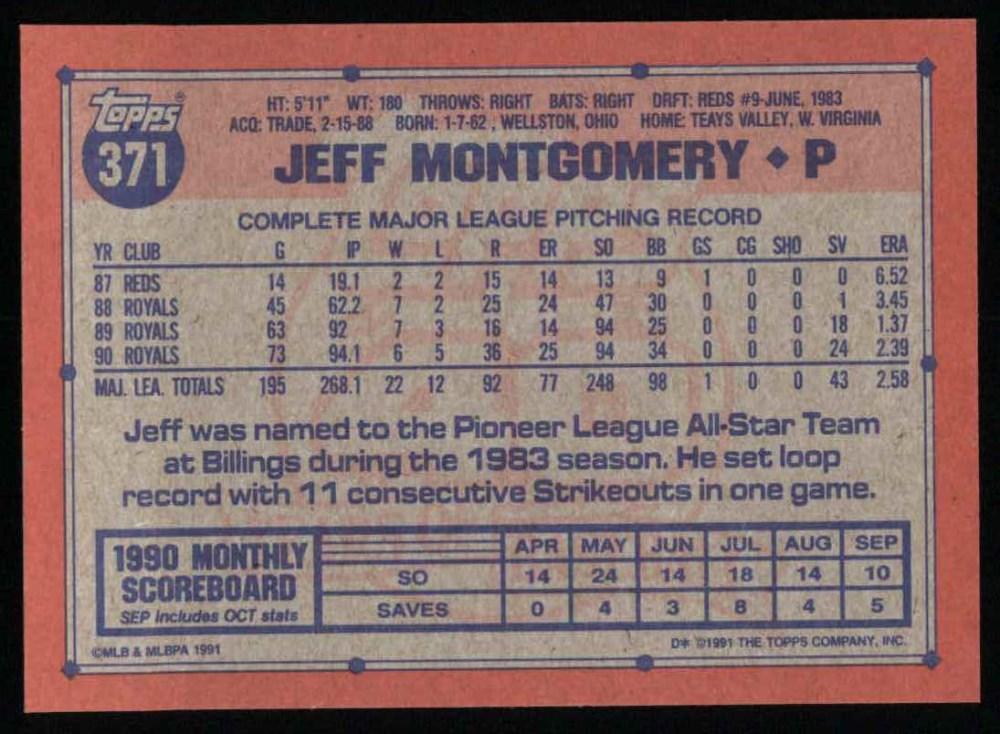 topps®
371
HT: 5'11" WT: 180 THROWS: RIGHT BATS: RIGHT DRFT: REDS #9-JUNE, 1983
ACQ: TRADE, 2-15-88 BORN: 1-7-62 , WELLSTON, OHIO HOME: TEAYS VALLEY, W. VIRGINIA
JEFF MONTGOMERY ◆ P
COMPLETE MAJOR LEAGUE PITCHING RECORD
YR CLUB G IP W L R ER SO BB GS CG SHO SV ERA
87 REDS 14 19.1 2 2 15 14 13 9 1 0 0 0 6.52
88 ROYALS 45 62.2 7 2 25 24 47 30 0 0 0 1 3.45
89 ROYALS 63 92 7 3 16 14 94 25 0 0 0 18 1.37
90 ROYALS 73 94.1 6 5 36 25 94 34 0 0 0 24 2.39
MAJ. LEA. TOTALS 195 268.1 22 12 92 77 248 98 1 0 0 43 2.58
Jeff was named to the Pioneer League All-Star Team
at Billings during the 1983 season. He set loop
record with 11 consecutive Strikeouts in one game.
1990 MONTHLY
SCOREBOARD
SEP includes OCT stats
APR MAY JUN JUL AUG SEP
SO 14 24 14 18 14 10
SAVES 0 4 3 8 4 5
©MLB & MLBPA 1991
D* ©1991 THE TOPPS COMPANY, INC.